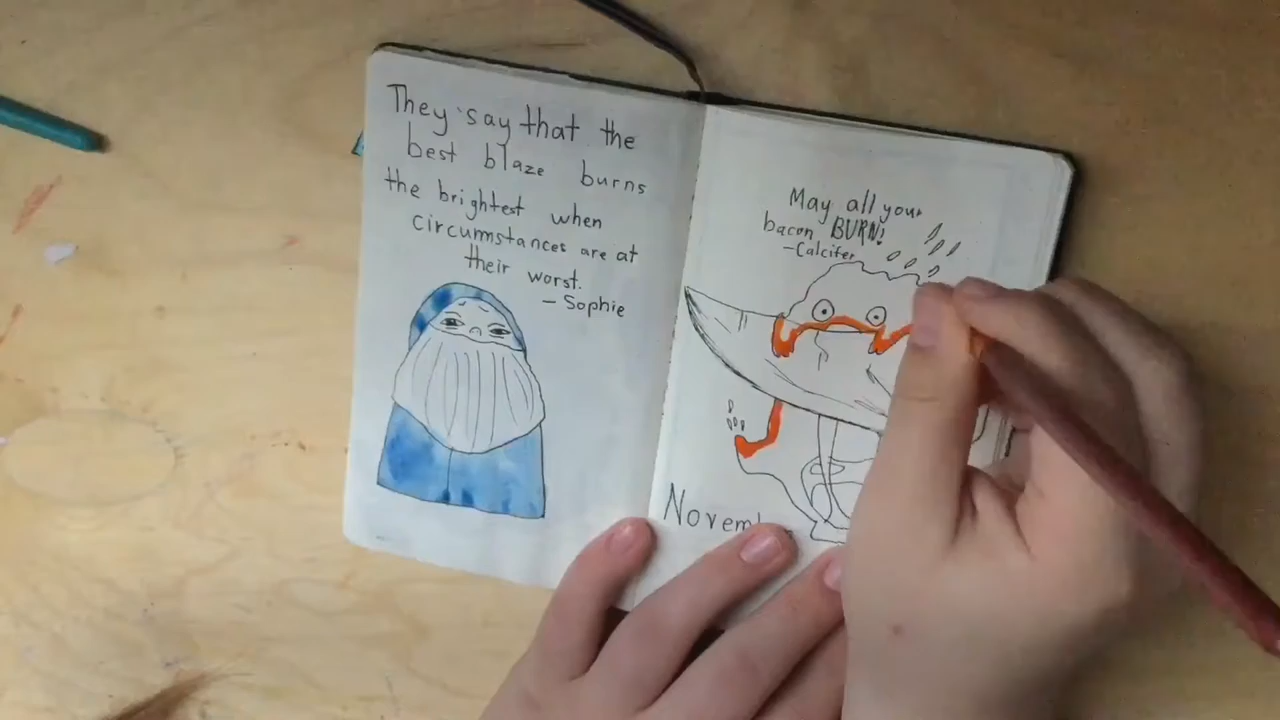 They say that the
best blaze burns
the brightest when
circumstances are at
their worst.
- Sophie
May all your
bacon BURN!
-Calcifer
Novem